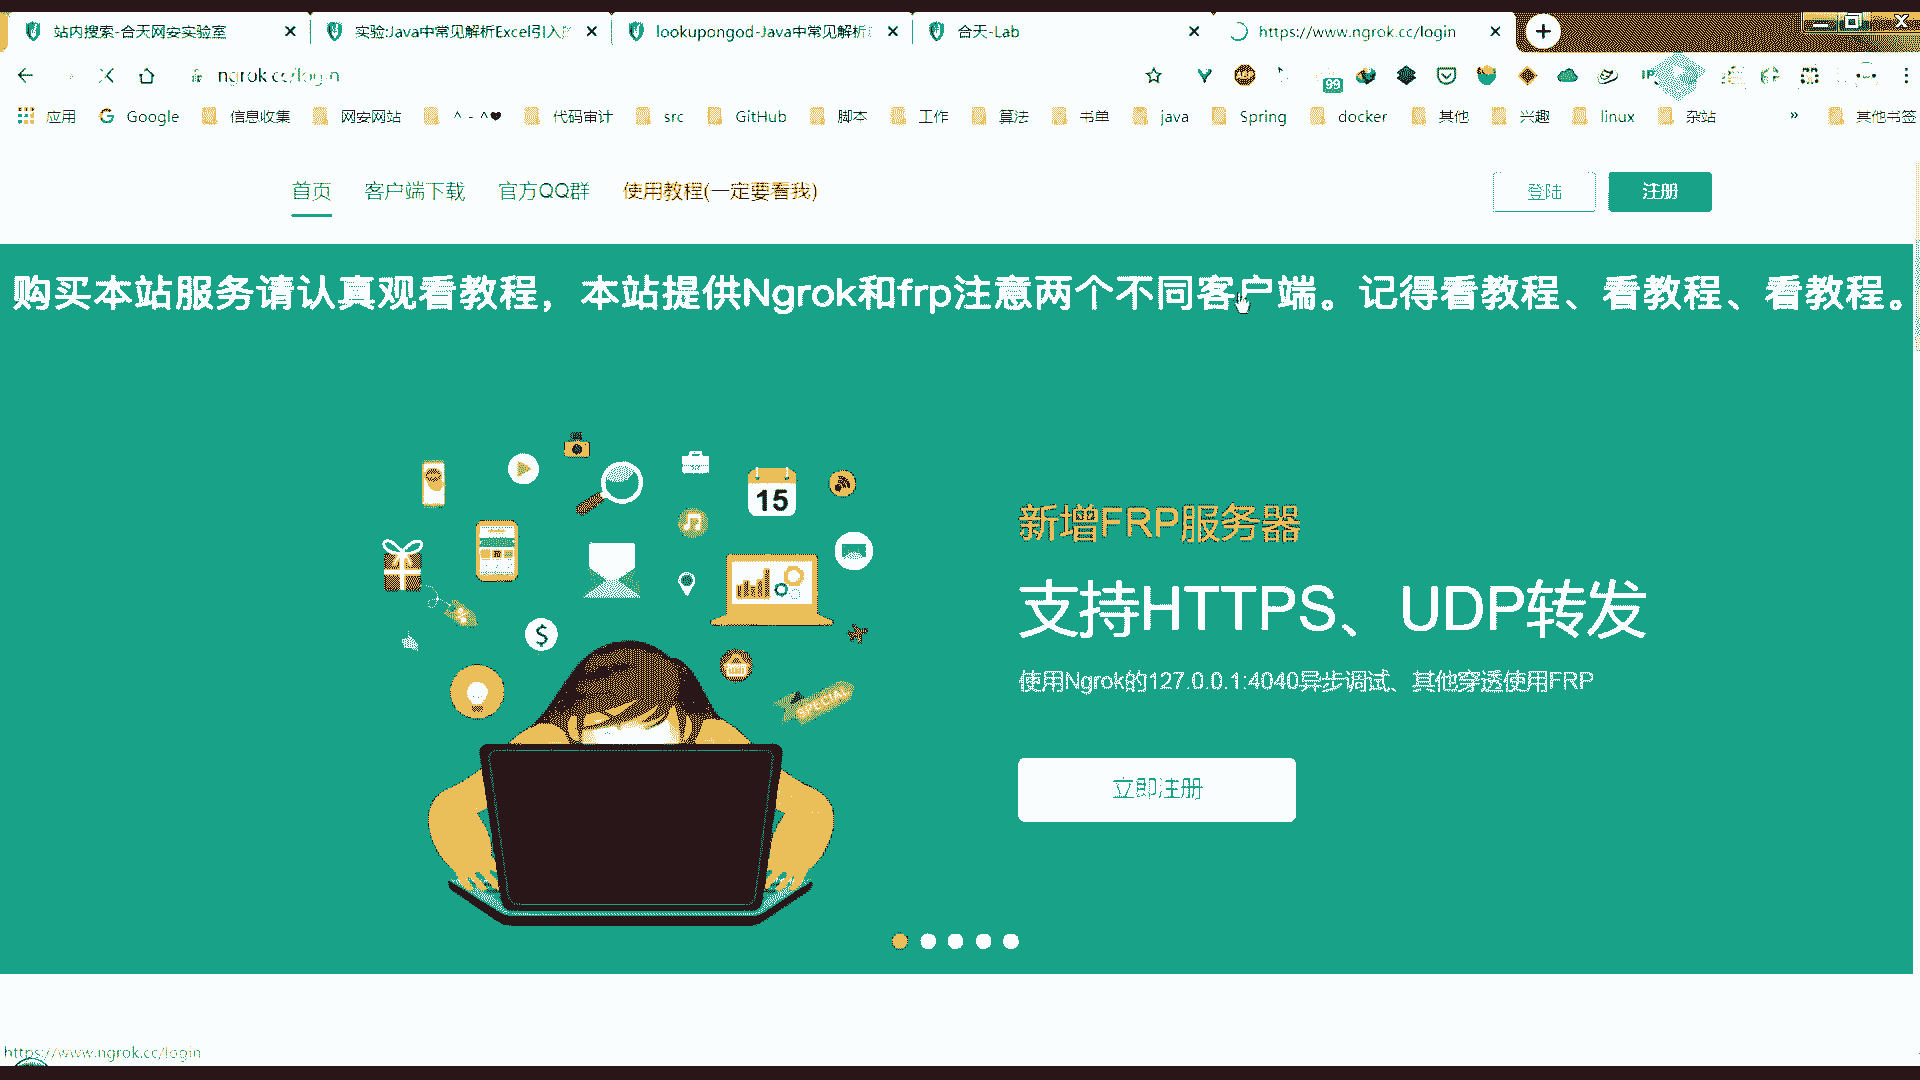 站内搜索-合天网安实验室
实验:Java中常见解析Excel引入
lookupongod-Java中常见解析
合天-Lab
https://www.ngrok.cc/login
ngrok.cc/login
99
应用
Google
信息收集
网安网站
^ - ^❤
代码审计
src
GitHub
脚本
工作
算法
书单
java
Spring
docker
其他
兴趣
linux
杂站
»
其他书签
首页
客户端下载
官方QQ群
使用教程(一定要看我)
登陆
注册
购买本站服务请认真观看教程，本站提供Ngrok和frp注意两个不同客户端。记得看教程、看教程、看教程。
15
$
SPECIAL
新增FRP服务器
支持HTTPS、UDP转发
使用Ngrok的127.0.0.1:4040异步调试、其他穿透使用FRP
立即注册
https://www.ngrok.cc/login